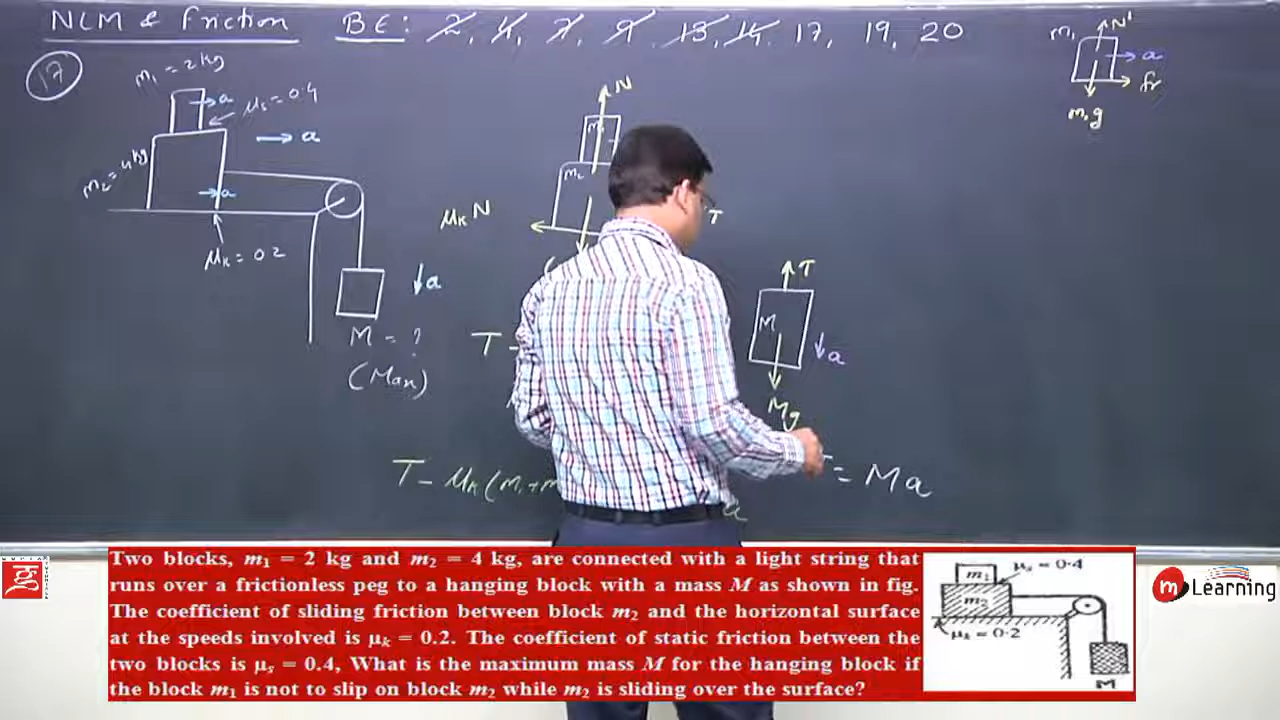 NLM & Friction BE: 2, 4, 7, 9, 13, 14, 17, 19, 20
17
m₁ = 2kg
a
μs = 0.4
a
m₂ = 4kg
a
μk = 0.2
a
M = ?
(Max)
N
m₁
m₂
μk N
T
T
M
a
Mg
T -
= Ma
T - μk (m₁+m
a
m₁
N'
a
fr
m₁g
Two blocks, m₁ = 2 kg and m₂ = 4 kg, are connected with a light string that
runs over a frictionless peg to a hanging block with a mass M as shown in fig.
The coefficient of sliding friction between block m₂ and the horizontal surface
at the speeds involved is μₖ = 0.2. The coefficient of static friction between the
two blocks is μₛ = 0.4, What is the maximum mass M for the hanging block if
the block m₁ is not to slip on block m₂ while m₂ is sliding over the surface?
m₁
μₛ = 0·4
m₂
μₖ = 0·2
M
m Learning